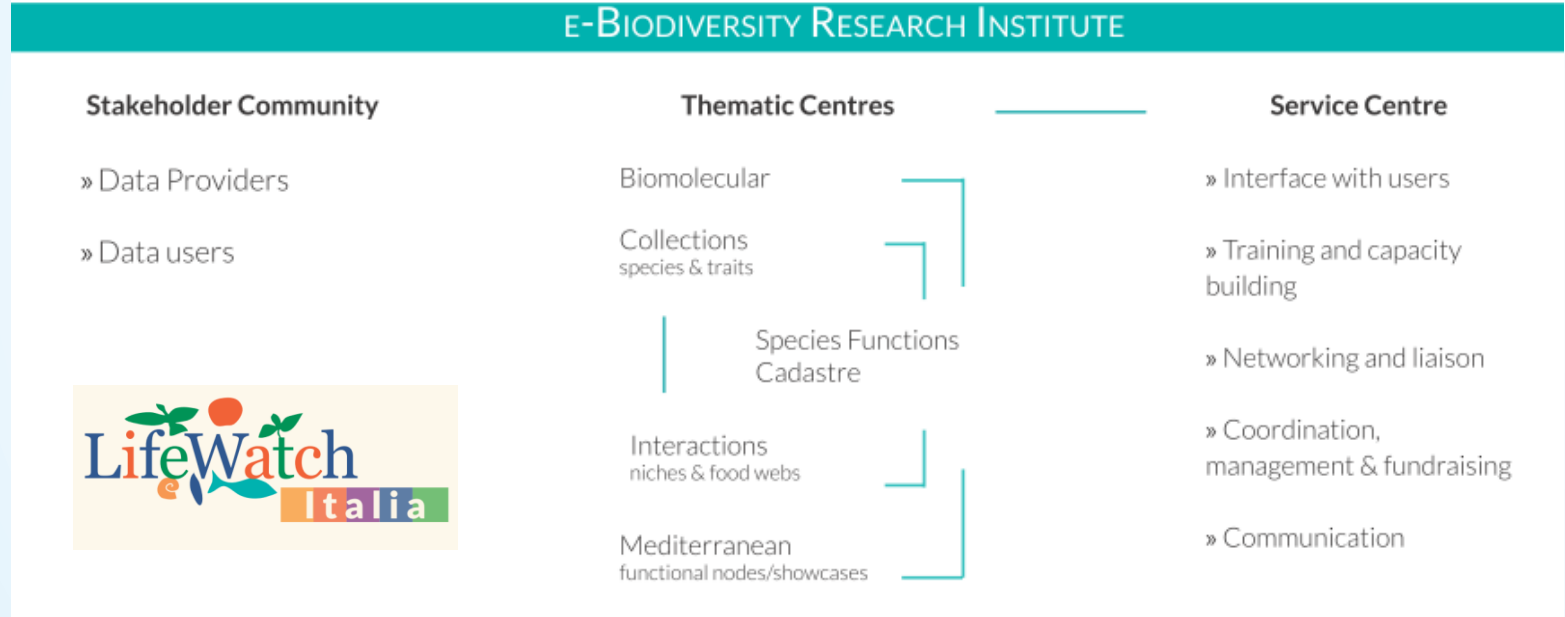 E-BIODIVERSITY RESEARCH INSTITUTE
Stakeholder Community
» Data Providers
» Data users
LifeWatch
Italia
Thematic Centres
Biomolecular
Collections
species & traits
Species Functions
Cadastre
Interactions
niches & food webs
Mediterranean
functional nodes/showcases
Service Centre
» Interface with users
» Training and capacity
building
» Networking and liaison
» Coordination,
management & fundraising
» Communication